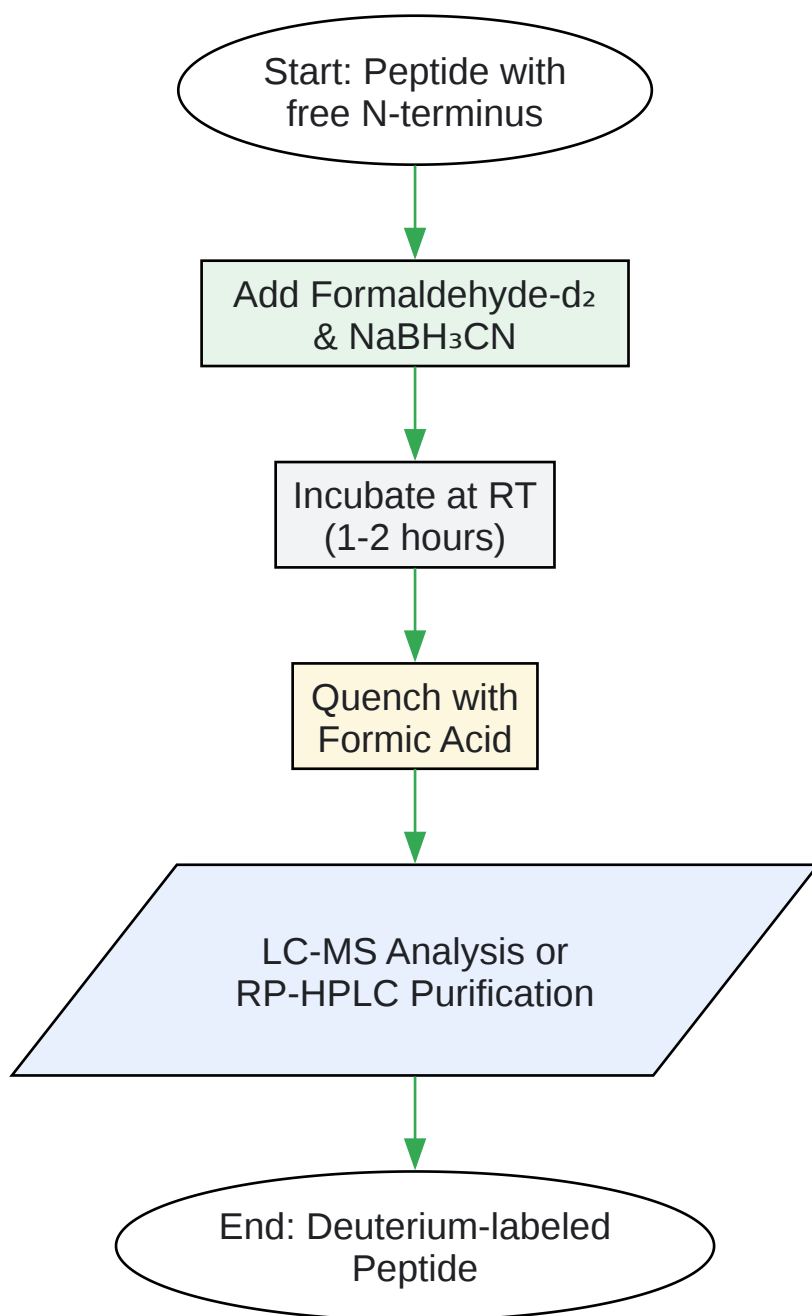 Start: Peptide with
free N-terminus
Add Formaldehyde-d₂
& NaBH₃CN
Incubate at RT
(1-2 hours)
Quench with
Formic Acid
LC-MS Analysis or
RP-HPLC Purification
End: Deuterium-labeled
Peptide